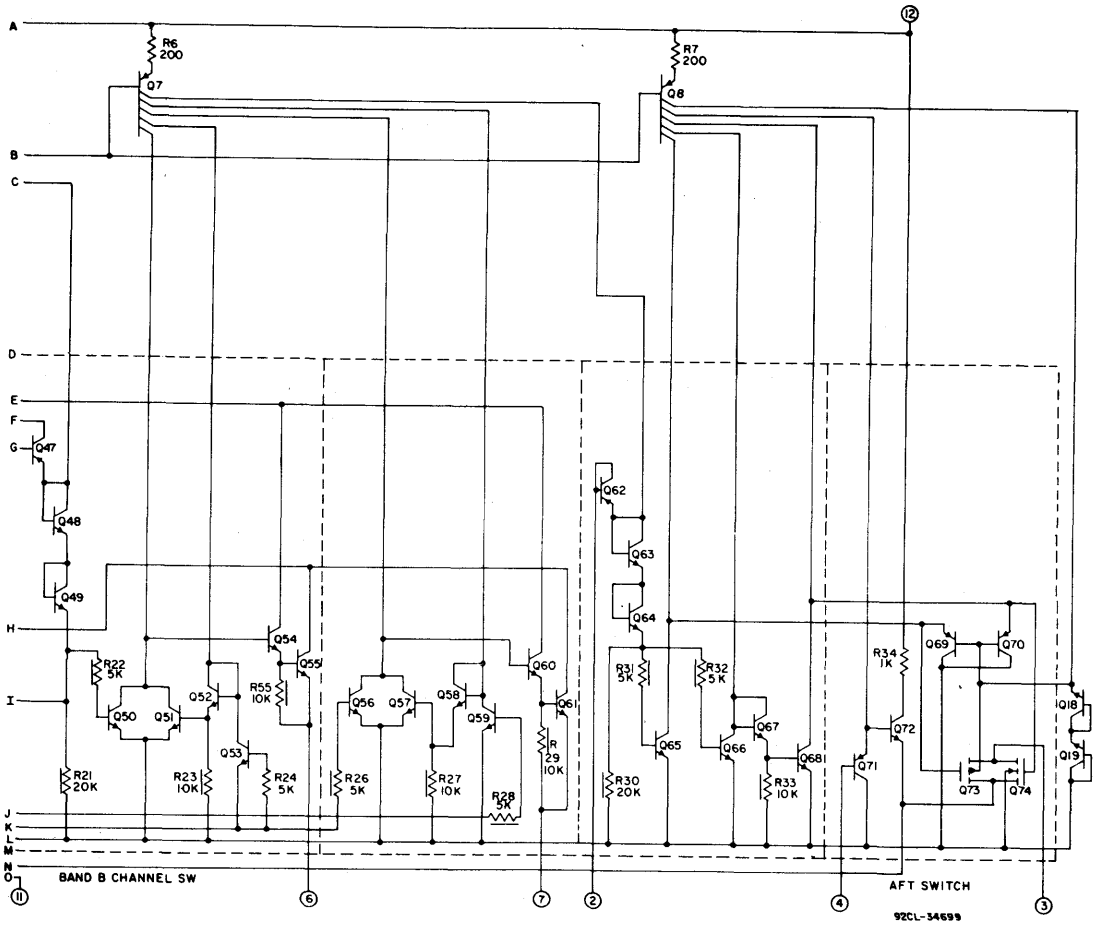 A
12
R6
200
R7
200
Q7
Q8
B
C
D
E
F
G
Q47
Q62
Q48
Q63
H
Q49
Q64
Q54
Q69
Q70
R34
1K
I
R22
5K
Q55
R55
10K
Q60
R31
5K
R32
5K
Q50
Q51
Q52
Q56
Q57
Q58
Q59
Q61
Q18
Q53
Q65
Q66
Q67
Q68
Q72
Q71
Q19
R
29
10K
R21
20K
R23
10K
R24
5K
R26
5K
R27
10K
R28
5K
R30
20K
R33
10K
Q73
Q74
J
K
L
M
N
O
BAND B CHANNEL SW
AFT SWITCH
11
6
7
2
4
3
92CL-34699